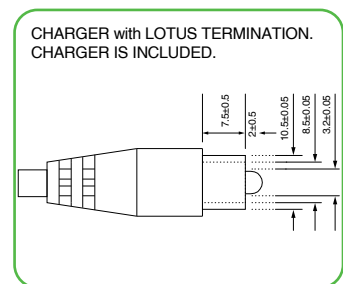 CHARGER with LOTUS TERMINATION.
CHARGER IS INCLUDED.
7.5±0.5
2±0.5
10.5±0.05
8.5±0.05
3.2±0.05